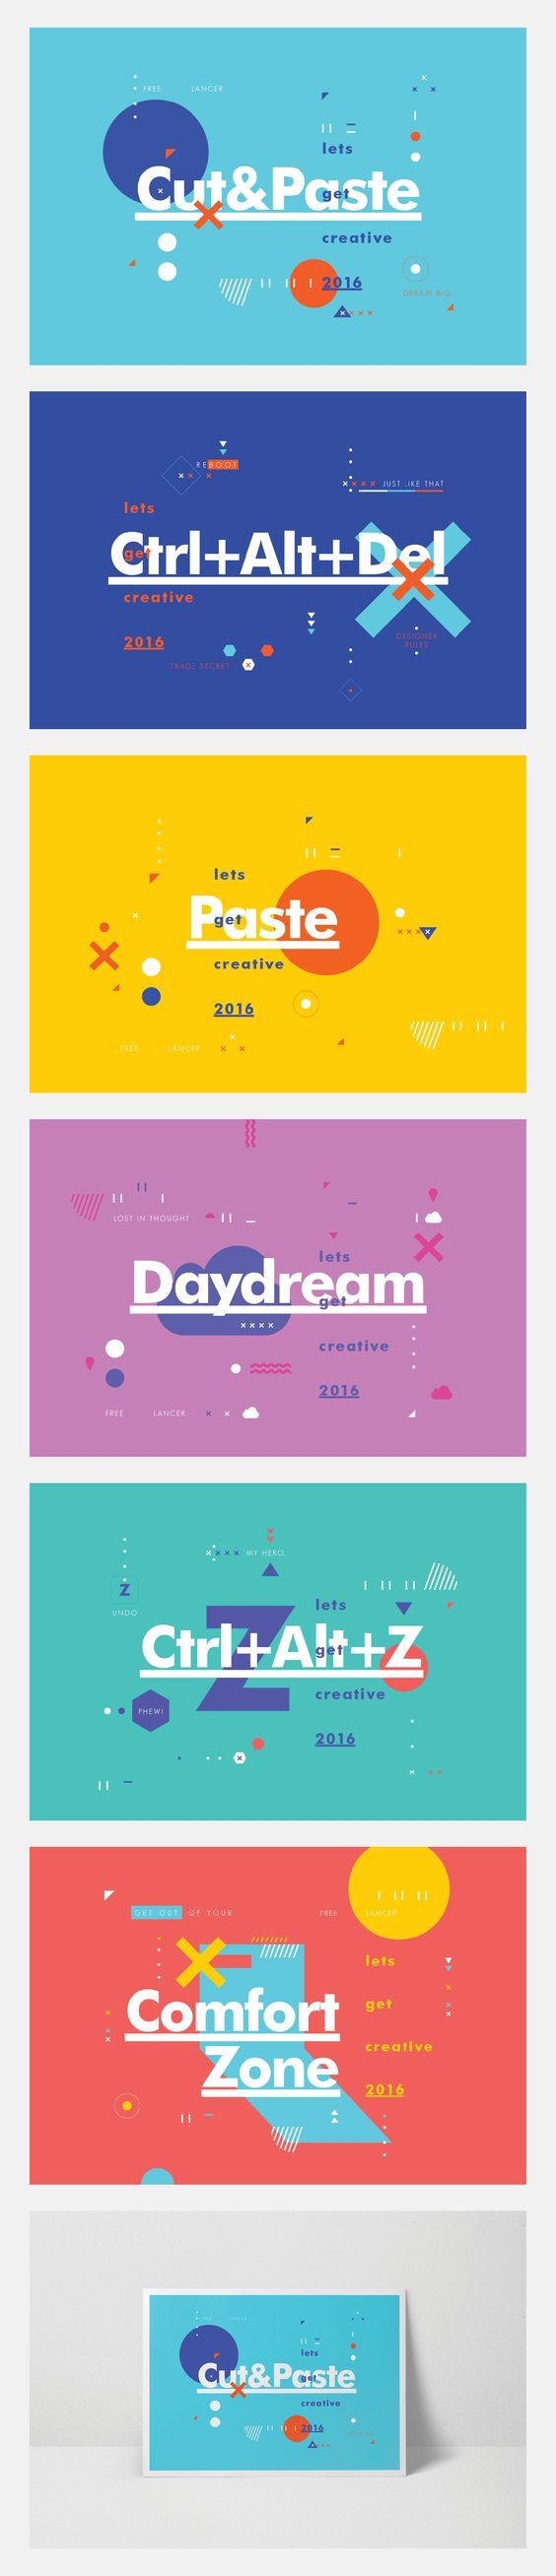 FREE LANCER
lets
Cut&Paste
get
creative
2016
DREAM BIG
REBOOT
JUST LIKE THAT
lets
Ctrl+Alt+Del
get
creative
DESIGNER
RULES
2016
TRADE SECRET
lets
Paste
get
creative
2016
FREE LANCER
LOST IN THOUGHT
lets
Daydream
get
creative
2016
FREE LANCER
MY HERO
Z
UNDO
lets
Z
Ctrl+Alt+Z
get
creative
PHEW!
2016
GET OUT OF YOUR
FREE LANCER
lets
Comfort
get
creative
Zone
2016
lets
Cut&Paste
get
creative
2016